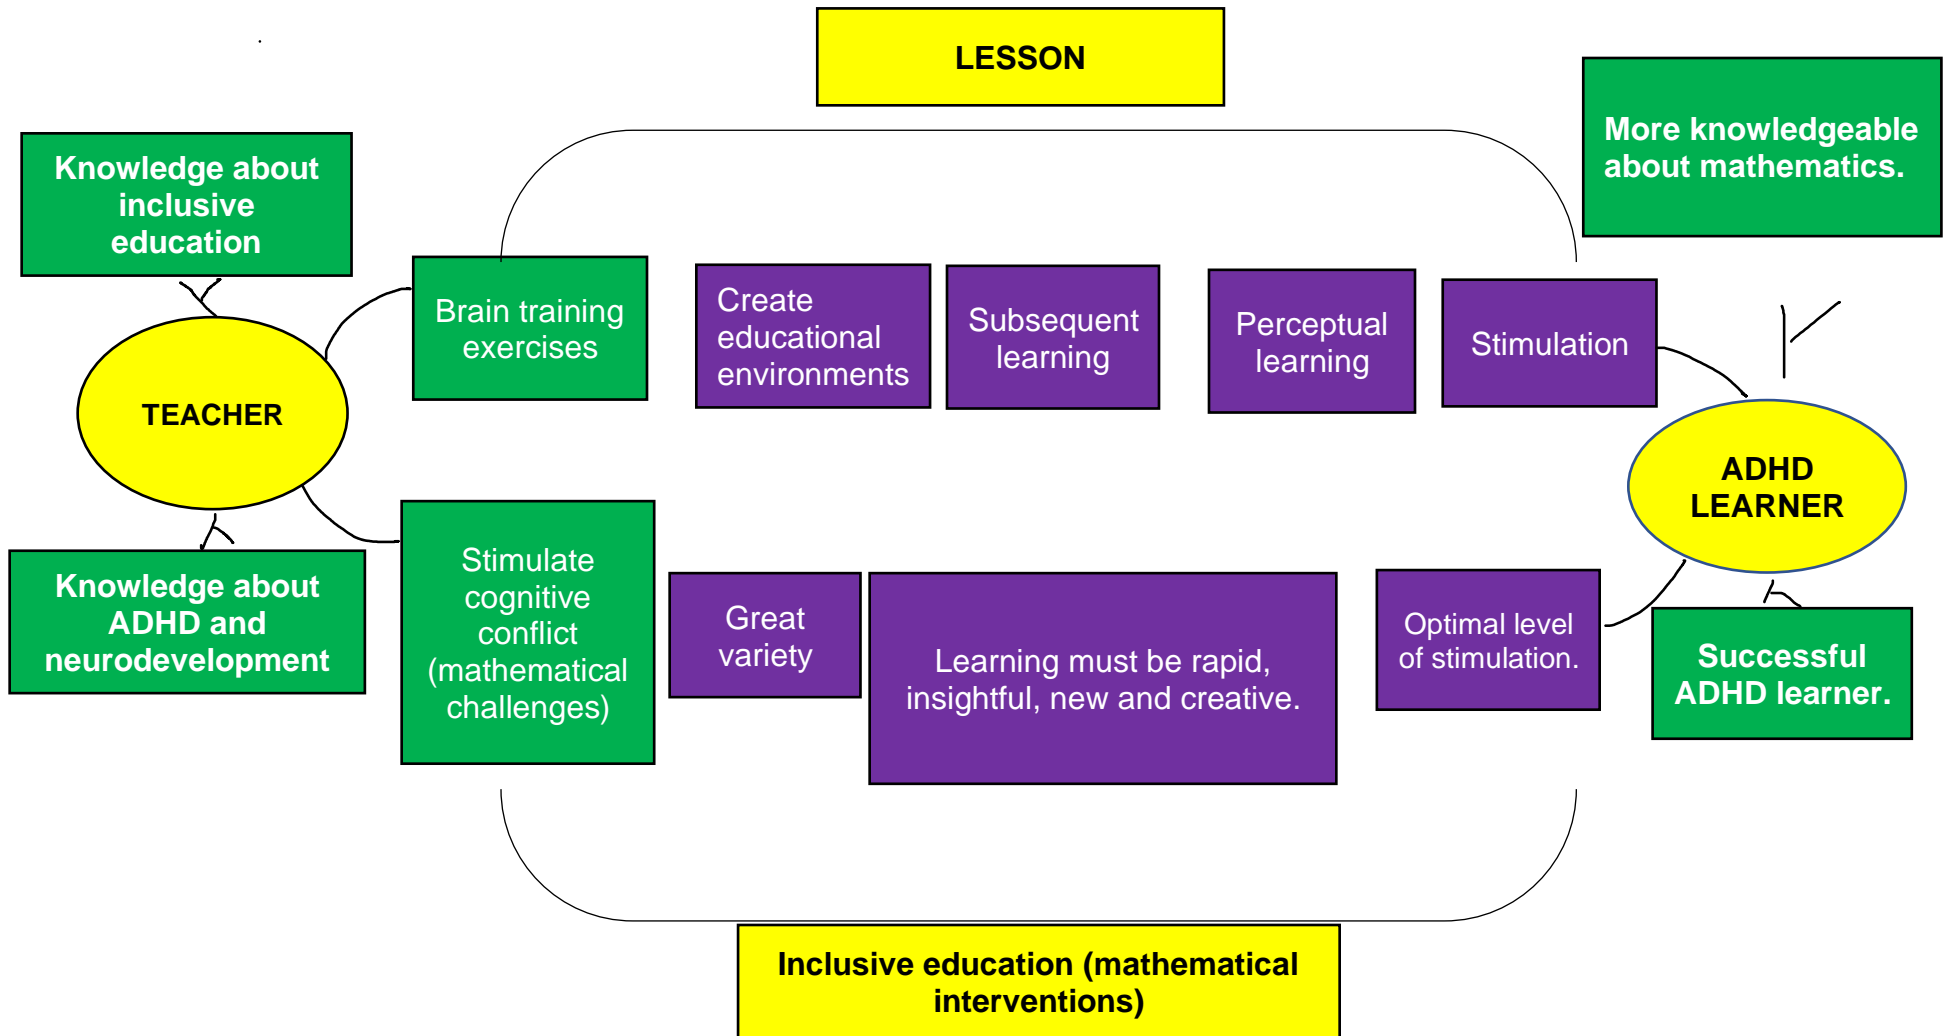 LESSON
More knowledgeable
about mathematics.
Knowledge about
inclusive
education
Brain training
exercises
Create
educational
environments
Subsequent
learning
Perceptual
learning
Stimulation
TEACHER
ADHD
LEARNER
Knowledge about
ADHD and
neurodevelopment
Stimulate
cognitive
conflict
(mathematical
challenges)
Great
variety
Learning must be rapid,
insightful, new and creative.
Optimal level
of stimulation.
Successful
ADHD learner.
Inclusive education (mathematical
interventions)